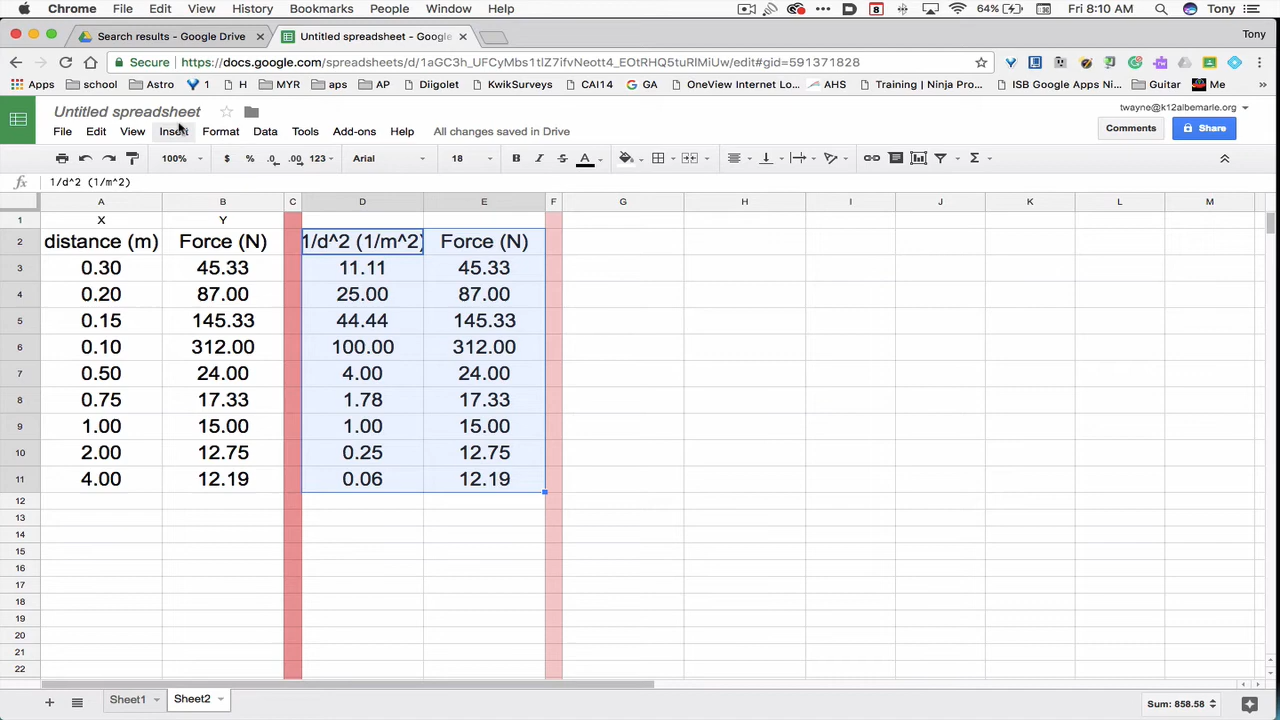 Chrome File Edit View History Bookmarks People Window Help 8 64% Fri 8:10 AM Tony
Search results - Google Drive Untitled spreadsheet - Google Tony
Secure https://docs.google.com/spreadsheets/d/1aGC3h_UFCyMbs1tIZ7ifvNeott4_EOtRHQ5tuRIMiUw/edit#gid=591371828
Apps school Astro 1 H MYR aps AP Diigolet KwikSurveys CAI14 GA OneView Internet Lo... AHS Training | Ninja Pro... ISB Google Apps Ni... Guitar Me »
Untitled spreadsheet twayne@k12albemarle.org
File Edit View Insert Format Data Tools Add-ons Help All changes saved in Drive Comments Share
100% $ % .0 .00 123 Arial 18 B I S A Σ
fx 1/d^2 (1/m^2)
A B C D E F G H I J K L M
1 X Y
2 distance (m) Force (N) 1/d^2 (1/m^2) Force (N)
3 0.30 45.33 11.11 45.33
4 0.20 87.00 25.00 87.00
5 0.15 145.33 44.44 145.33
6 0.10 312.00 100.00 312.00
7 0.50 24.00 4.00 24.00
8 0.75 17.33 1.78 17.33
9 1.00 15.00 1.00 15.00
10 2.00 12.75 0.25 12.75
11 4.00 12.19 0.06 12.19
12
13
14
15
16
17
18
19
20
21
22
+ Sheet1 Sheet2 Sum: 858.58